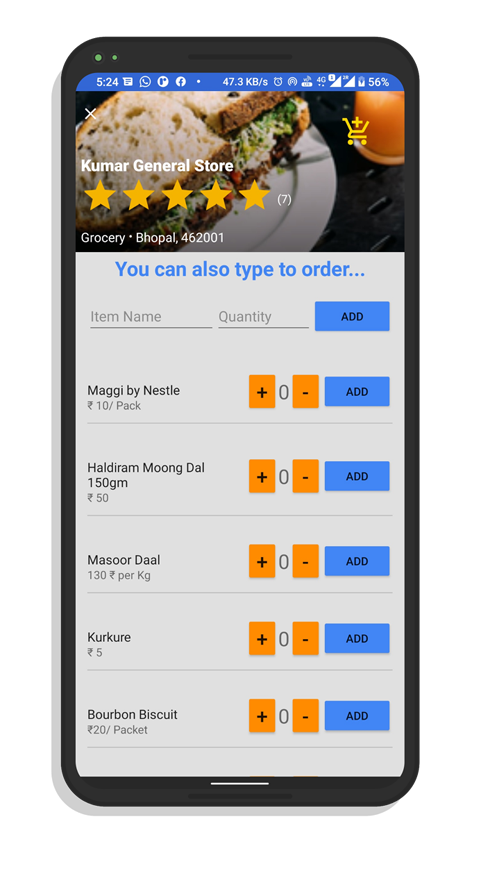 5:24 47.3 KB/s 4G 56%
Kumar General Store
(7)
Grocery • Bhopal, 462001
You can also type to order...
Item Name Quantity ADD
Maggi by Nestle
₹ 10/ Pack
+ 0 - ADD
Haldiram Moong Dal
150gm
₹ 50
+ 0 - ADD
Masoor Daal
130 ₹ per Kg
+ 0 - ADD
Kurkure
₹ 5
+ 0 - ADD
Bourbon Biscuit
₹20/ Packet
+ 0 - ADD